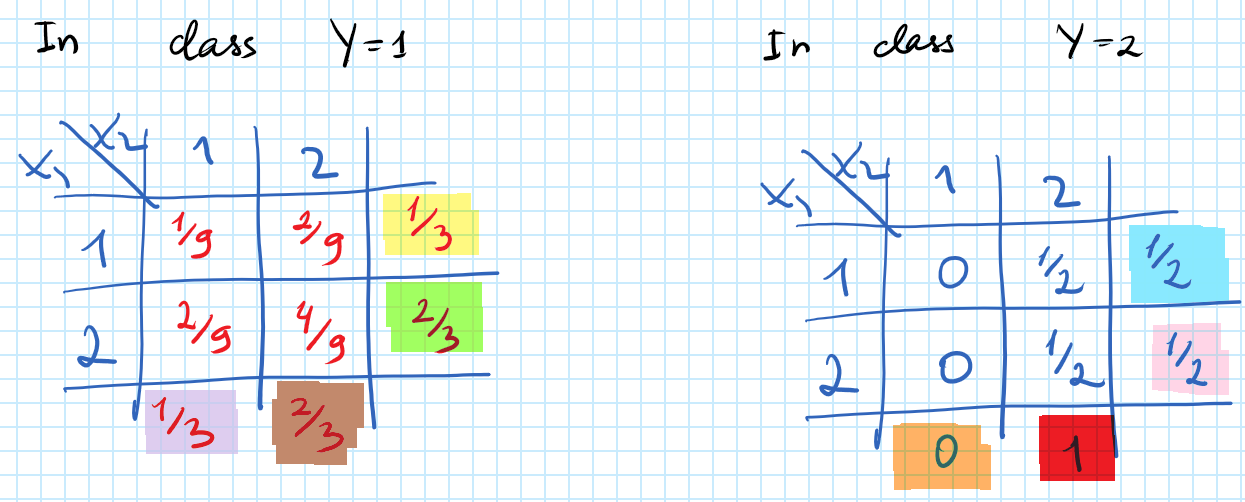 In class Y=1
X1 X2 1 2
1 1/9 2/9 1/3
2 2/9 4/9 2/3
1/3 2/3
In class Y=2
X1 X2 1 2
1 0 1/2 1/2
2 0 1/2 1/2
0 1